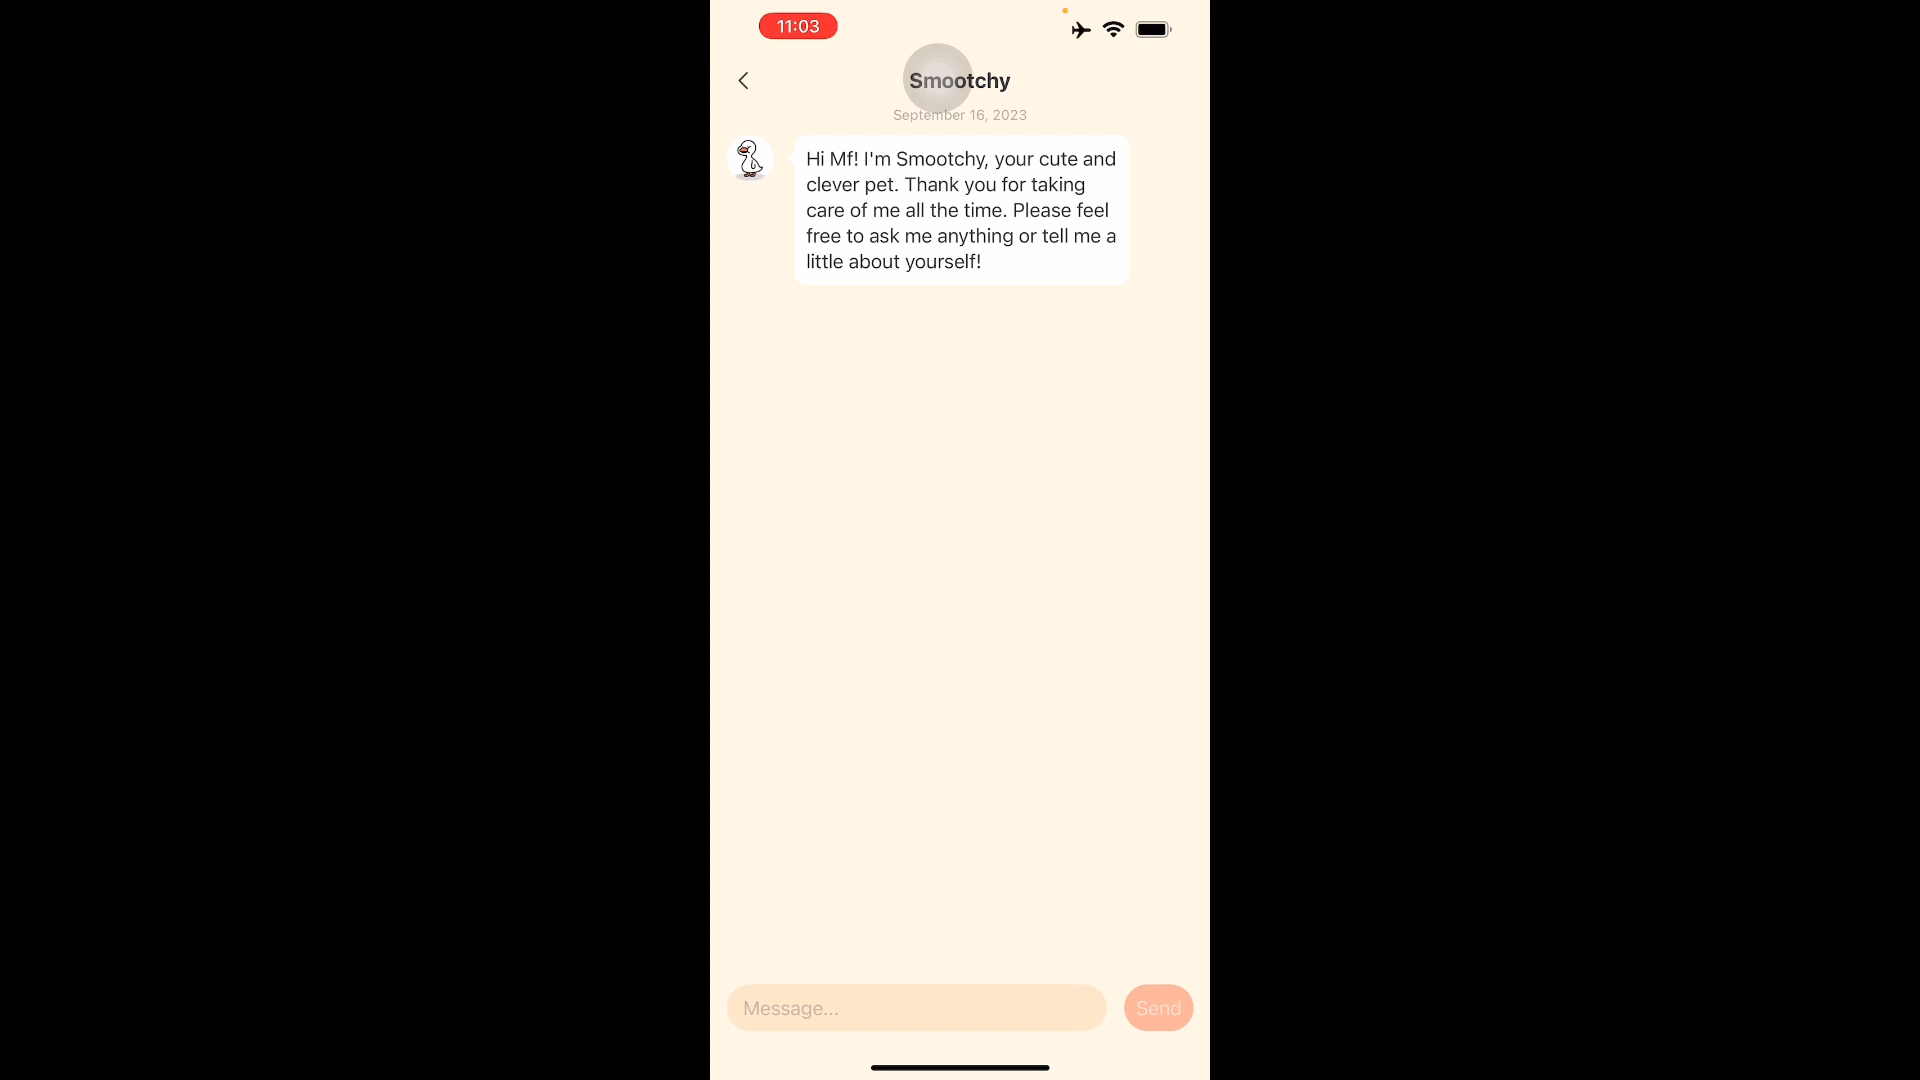 11:03
Smootchy
September 16, 2023
Hi Mf! I'm Smootchy, your cute and
clever pet. Thank you for taking
care of me all the time. Please feel
free to ask me anything or tell me a
little about yourself!
Message...
Send